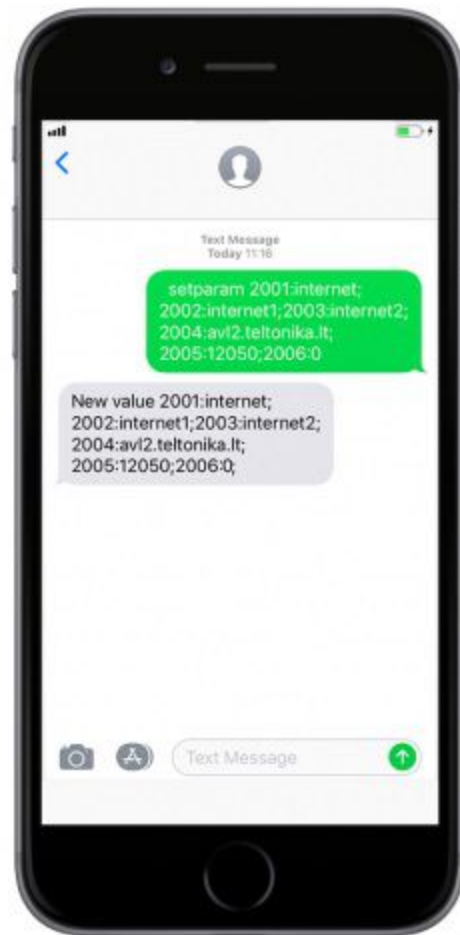 Text Message
Today 11:16
setparam 2001:internet;
2002:internet1;2003:internet2;
2004:avl2.teltonika.lt;
2005:12050;2006:0
New value 2001:internet;
2002:internet1;2003:internet2;
2004:avl2.teltonika.lt;
2005:12050;2006:0;
Text Message